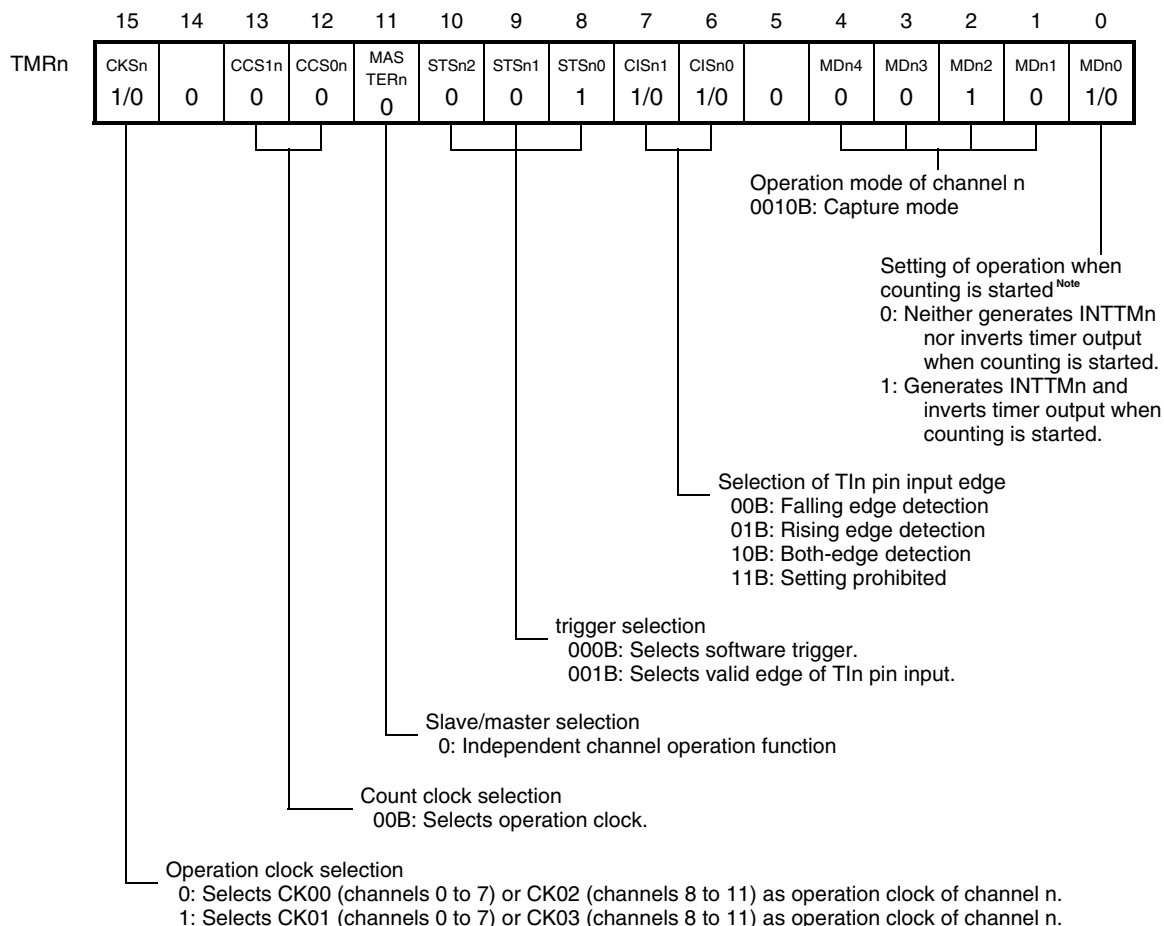 15 14 13 12 11 10 9 8 7 6 5 4 3 2 1 0
TMRn CKSn CCS1n CCS0n MAS TERn STSn2 STSn1 STSn0 CISn1 CISn0 MDn4 MDn3 MDn2 MDn1 MDn0
1/0 0 0 0 0 0 0 1 1/0 1/0 0 0 0 1 0 1/0
Operation mode of channel n
0010B: Capture mode
Setting of operation when
counting is started Note
0: Neither generates INTTMn
nor inverts timer output
when counting is started.
1: Generates INTTMn and
inverts timer output when
counting is started.
Selection of TIn pin input edge
00B: Falling edge detection
01B: Rising edge detection
10B: Both-edge detection
11B: Setting prohibited
trigger selection
000B: Selects software trigger.
001B: Selects valid edge of TIn pin input.
Slave/master selection
0: Independent channel operation function
Count clock selection
00B: Selects operation clock.
Operation clock selection
0: Selects CK00 (channels 0 to 7) or CK02 (channels 8 to 11) as operation clock of channel n.
1: Selects CK01 (channels 0 to 7) or CK03 (channels 8 to 11) as operation clock of channel n.